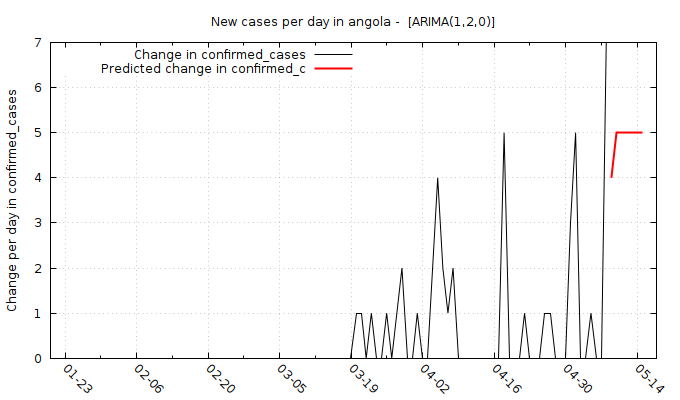 New cases per day in angola -  [ARIMA(1,2,0)]
Change in confirmed_cases
Predicted change in confirmed_c
Change per day in confirmed_cases
7
6
5
4
3
2
1
0
01-23 02-06 02-20 03-05 03-19 04-02 04-16 04-30 05-14